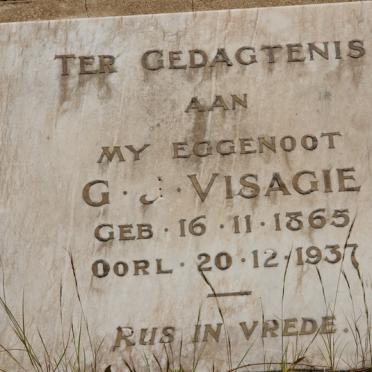 TER GEDAGTENIS
AAN
MY EGGENOOT
G. J. VISAGIE
GEB. 16.11.1865
OORL. 20.12.1937
RUS IN VREDE.